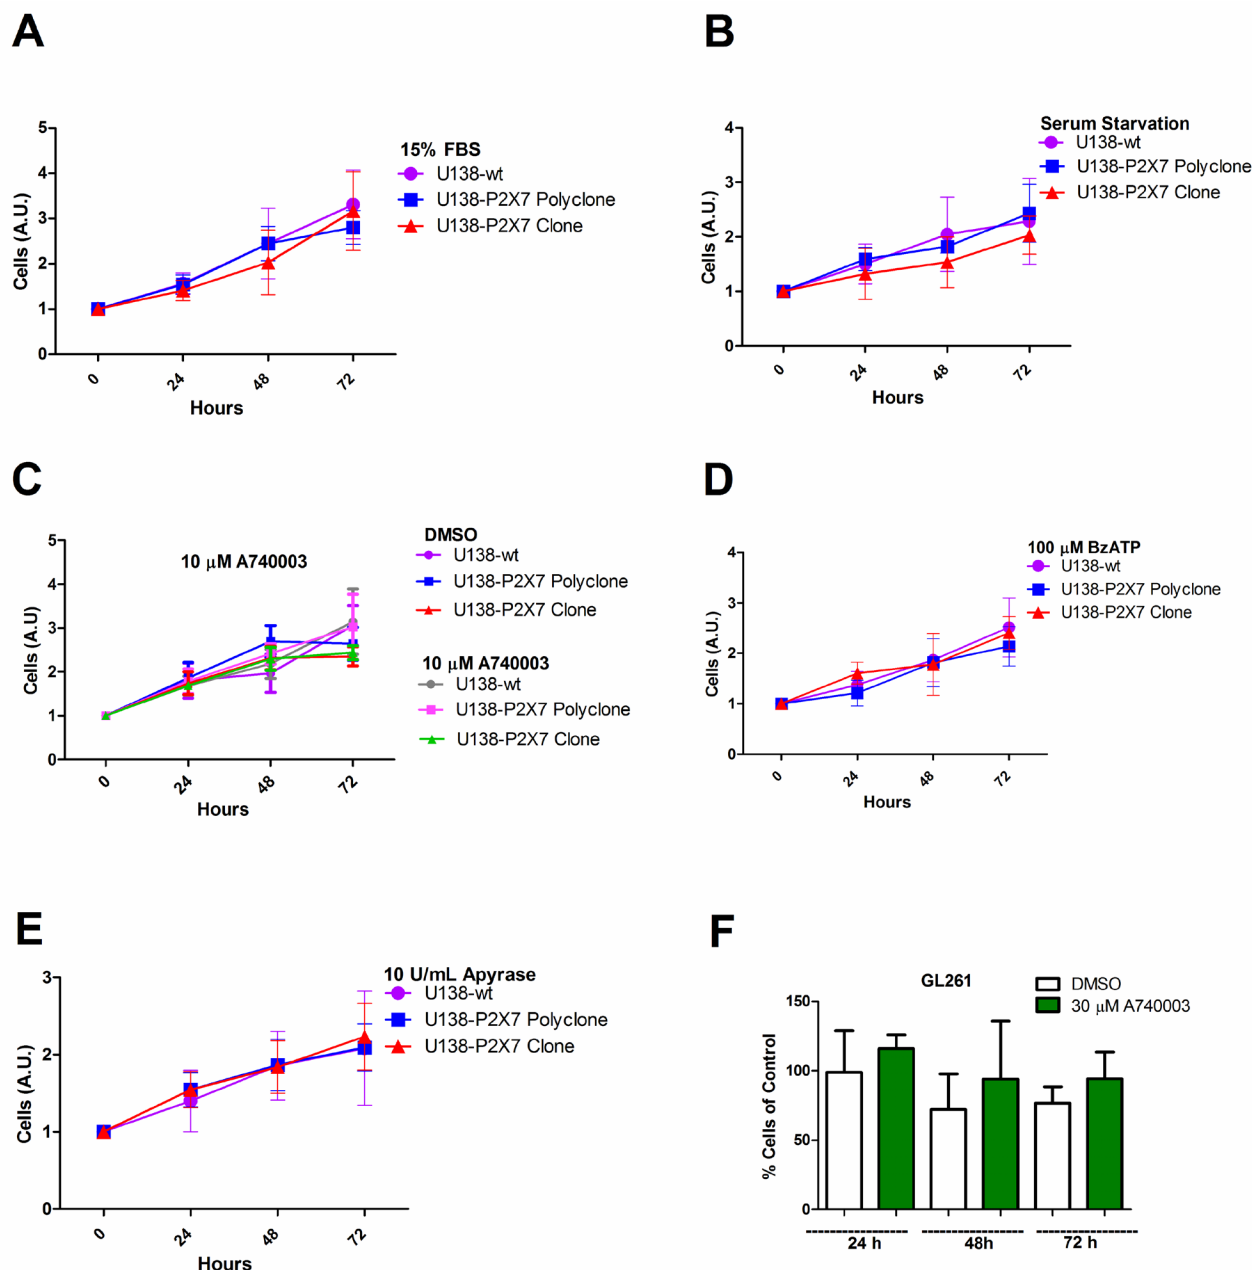 A
15% FBS
U138-wt
U138-P2X7 Polyclone
U138-P2X7 Clone
Cells (A.U.)
5
4
3
2
1
0
0
24
48
72
Hours
B
Serum Starvation
U138-wt
U138-P2X7 Polyclone
U138-P2X7 Clone
Cells (A.U.)
4
3
2
1
0
0
24
48
72
Hours
C
10 µM A740003
DMSO
U138-wt
U138-P2X7 Polyclone
U138-P2X7 Clone
10 µM A740003
U138-wt
U138-P2X7 Polyclone
U138-P2X7 Clone
Cells (A.U)
5
4
3
2
1
0
0
24
48
72
Hours
D
100 µM BzATP
U138-wt
U138-P2X7 Polyclone
U138-P2X7 Clone
Cells (A.U.)
4
3
2
1
0
0
24
48
72
Hours
E
10 U/mL Apyrase
U138-wt
U138-P2X7 Polyclone
U138-P2X7 Clone
Cells (A.U.)
3
2
1
0
0
24
48
72
Hours
F
GL261
DMSO
30 µM A740003
% Cells of Control
150
100
50
0
24 h
48h
72 h